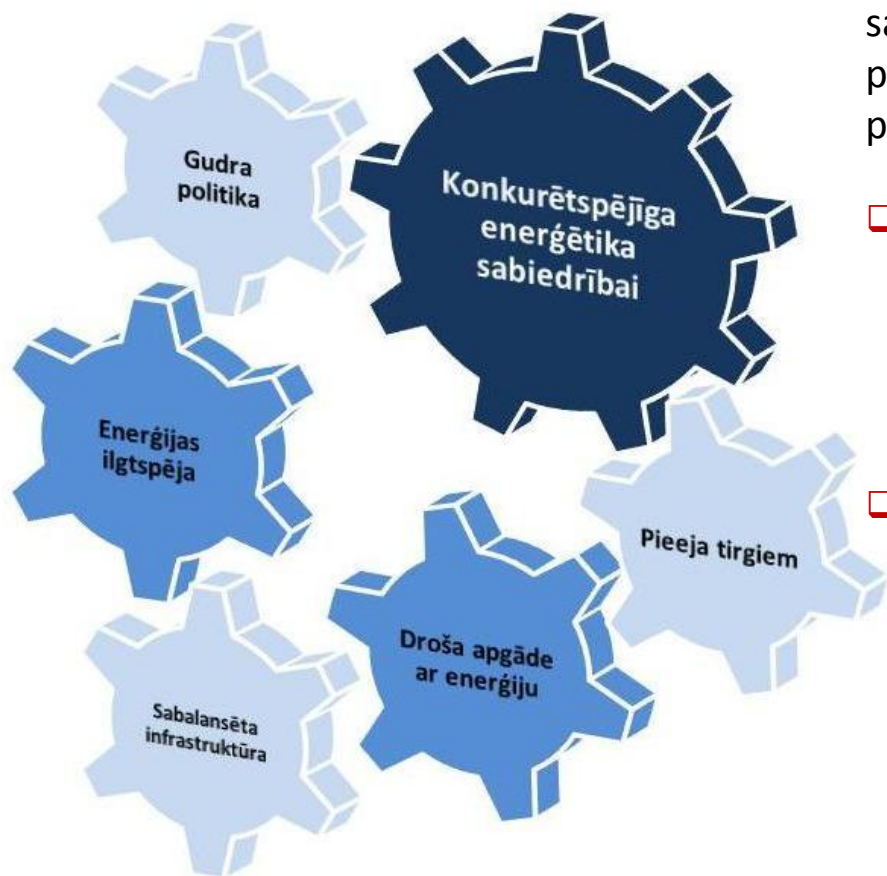 Gudra
politika
Konkurētspējīga
enerģētika
sabiedrībai
Enerģijas
ilgtspēja
Pieeja tirgiem
Droša apgāde
ar enerģiju
Sabalansēta
infrastruktūra